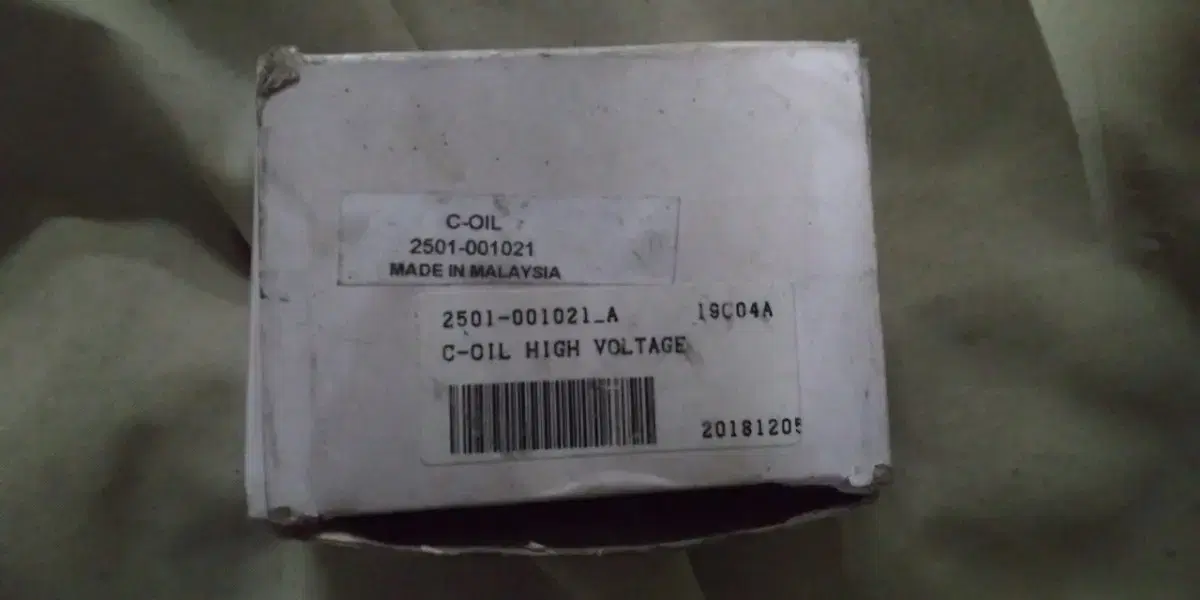 C-OIL
2501-001021
MADE IN MALAYSIA
2501-001021_A 19C04A
C-OIL HIGH VOLTAGE
20181205